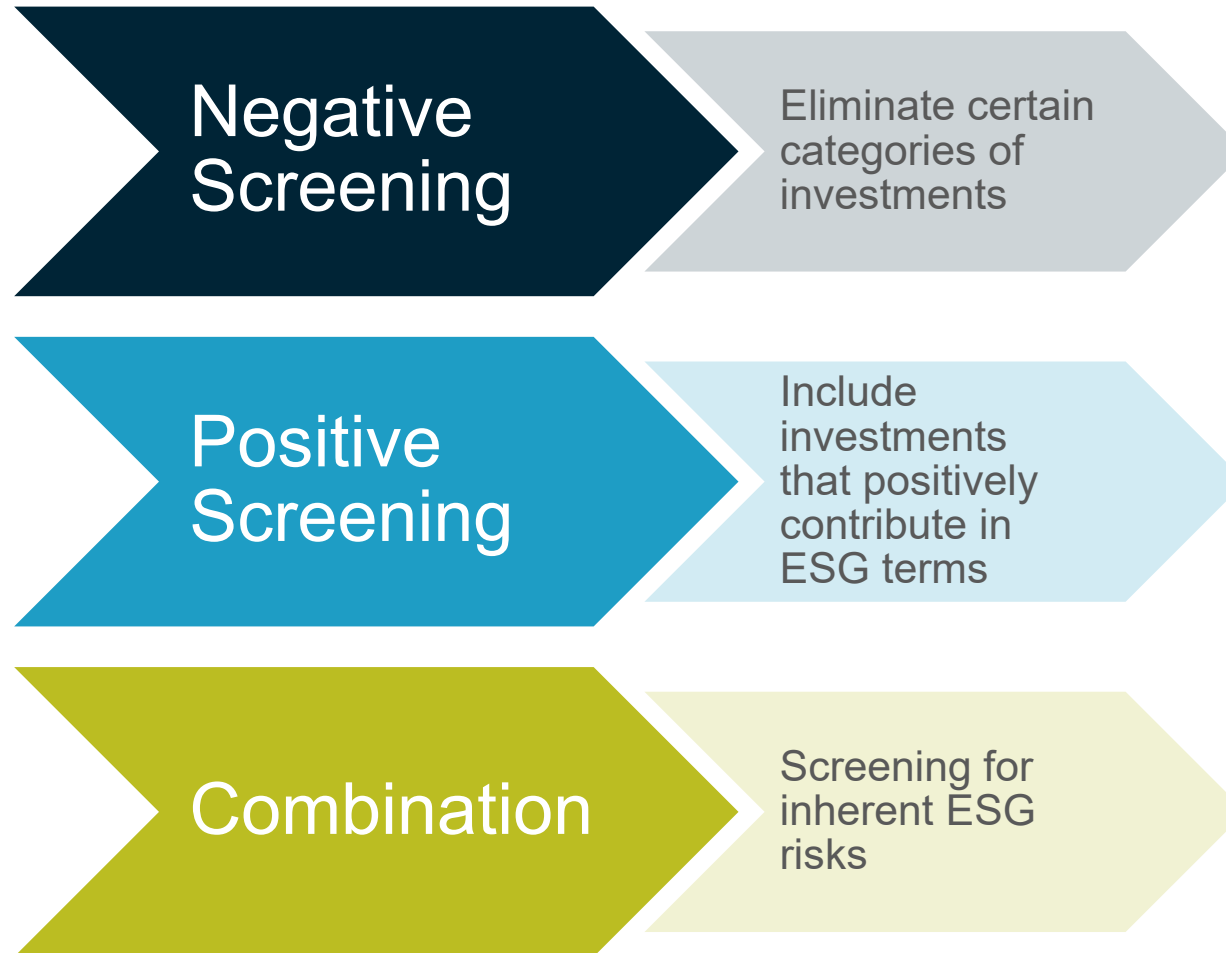 Negative
Screening
Eliminate certain
categories of
investments
Positive
Screening
Include
investments
that positively
contribute in
ESG terms
Combination
Screening for
inherent ESG
risks